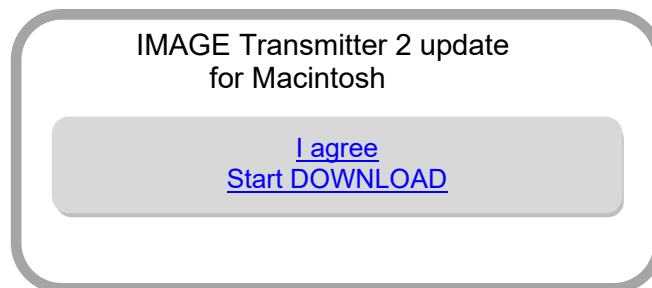 IMAGE Transmitter 2 update
for Macintosh
I agree
Start DOWNLOAD